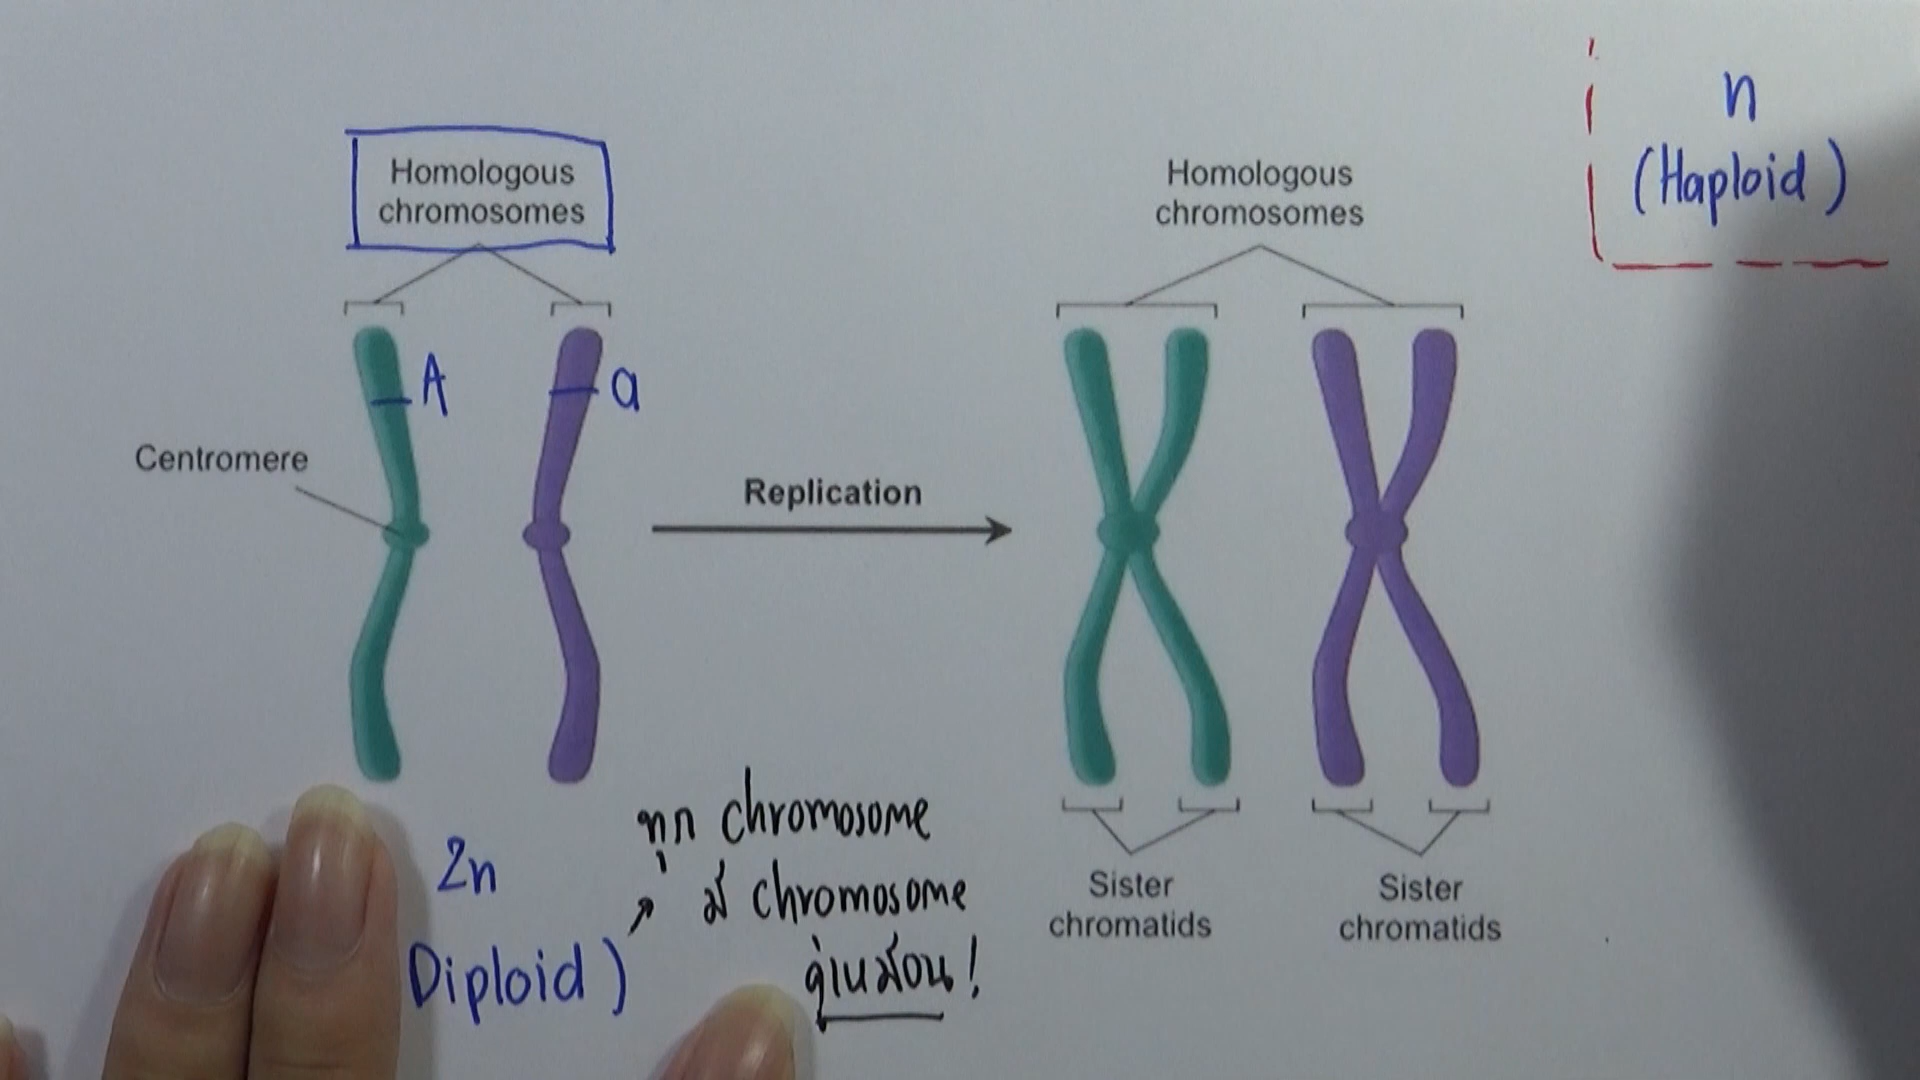 n
(Haploid)
Homologous
chromosomes
Homologous
chromosomes
A
a
Centromere
Replication
2n
Diploid)
ทุก chromosome
มี chromosome
คู่เหมือน!
Sister
chromatids
Sister
chromatids